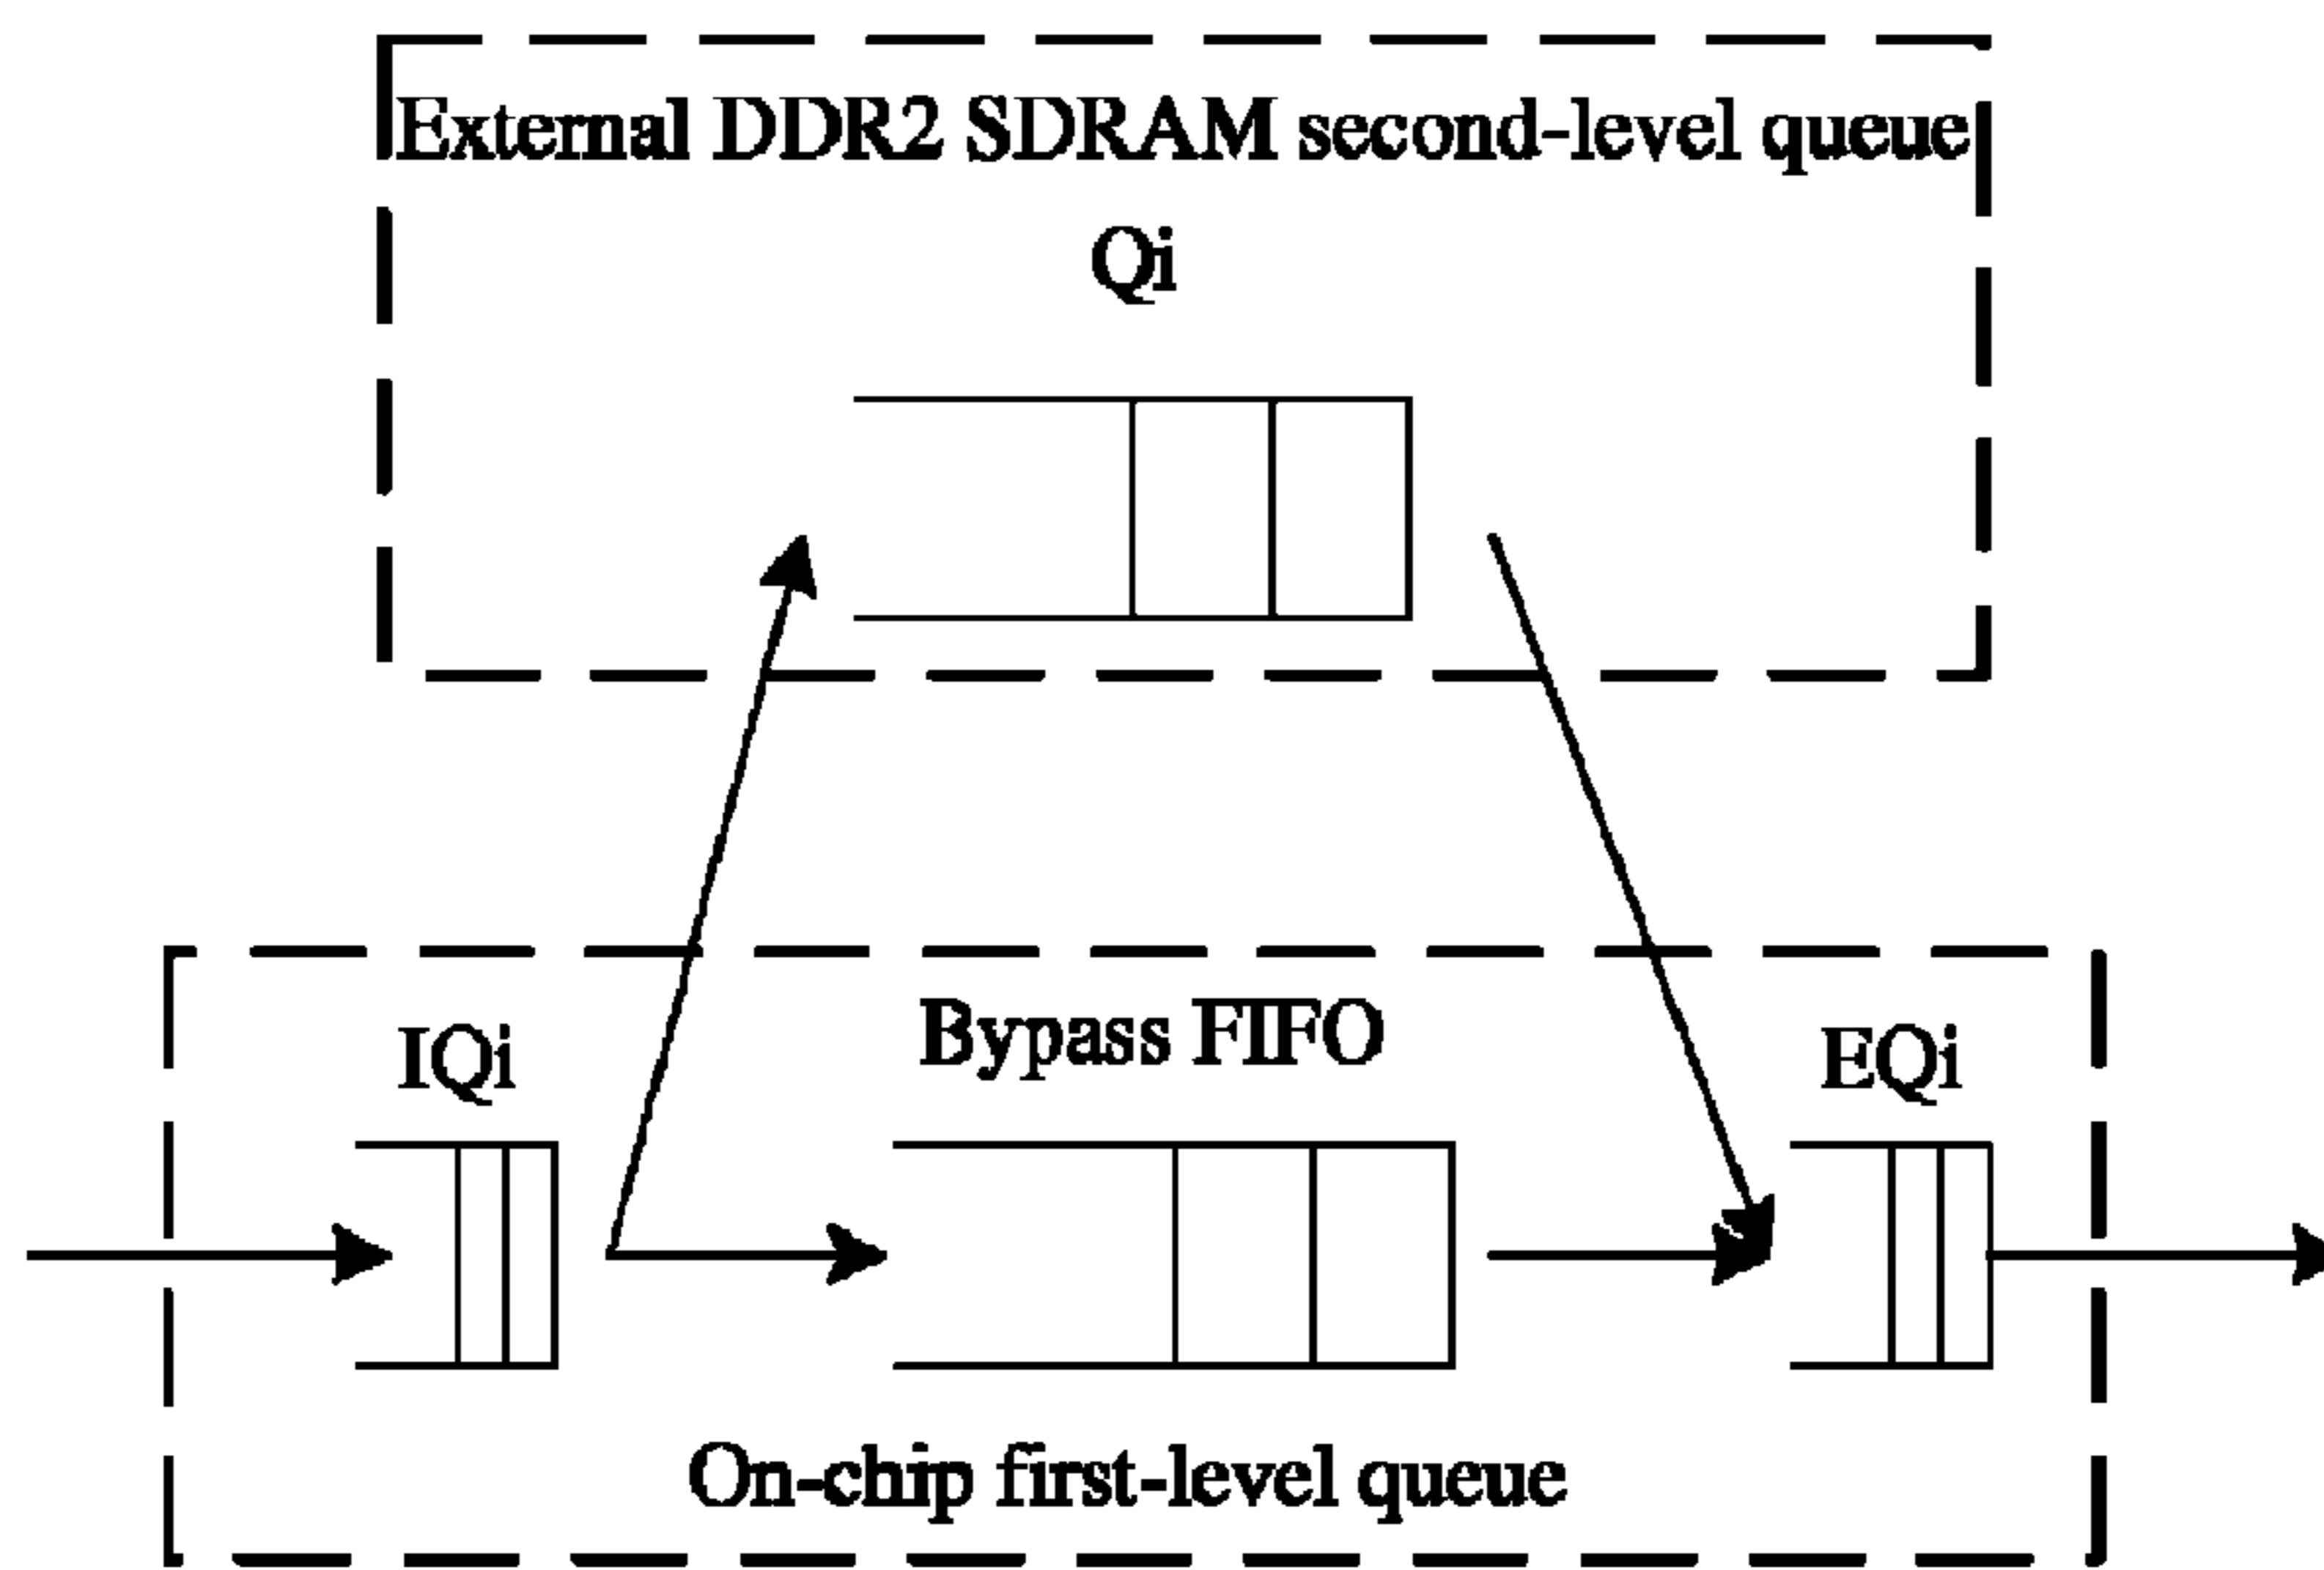 External DDR2 SDRAM second-level queue
Qi
Bypass FIFO
IQi
EQi
On-chip first-level queue